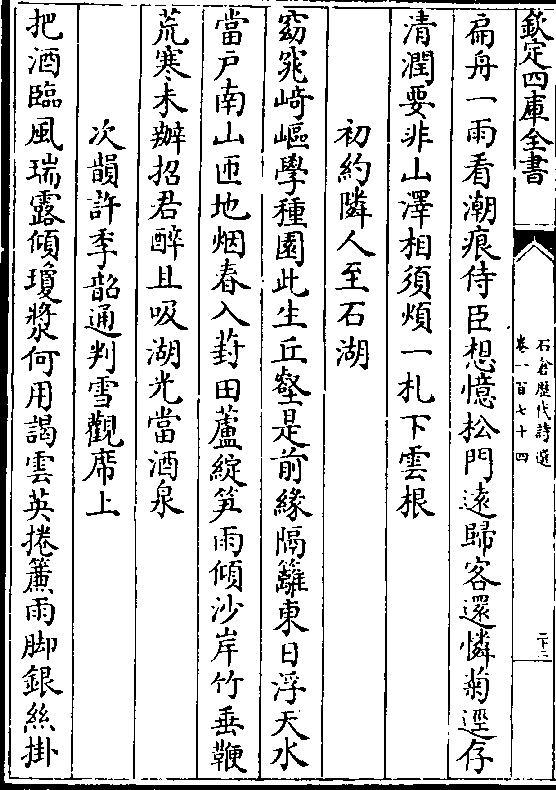 欽定四庫全書
石倉歷代詩選
卷一百七十四
二十三
扁舟一雨看潮痕侍臣想憶松門逺歸客還憐菊逕存
清潤要非山澤相須煩一札下雲根
初約隣人至石湖
窈窕崎嶇學種園此生丘壑是前緣隔籬東日浮天水
當戸南山匝地烟春入葑田蘆綻笋雨傾沙岸竹垂鞭
荒寒未辦招君醉且吸湖光當酒泉
次韻許季韶通判雪觀席上
把酒臨風瑞露傾瓊漿何用謁雲英捲簾雨脚銀絲掛